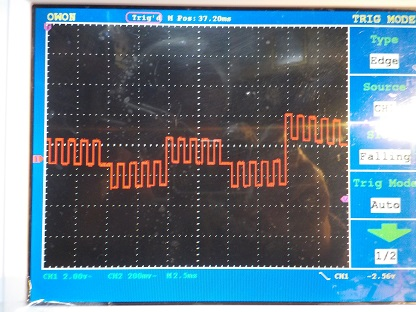 OWON Trig'd M Pos:37.20ms TRIG MODE
Type
Edge
Source
Falling
Trig Mode
Auto
1/2
CH1 2.00v~ CH2 200mv~ M 2.5ms CH1 -2.56v